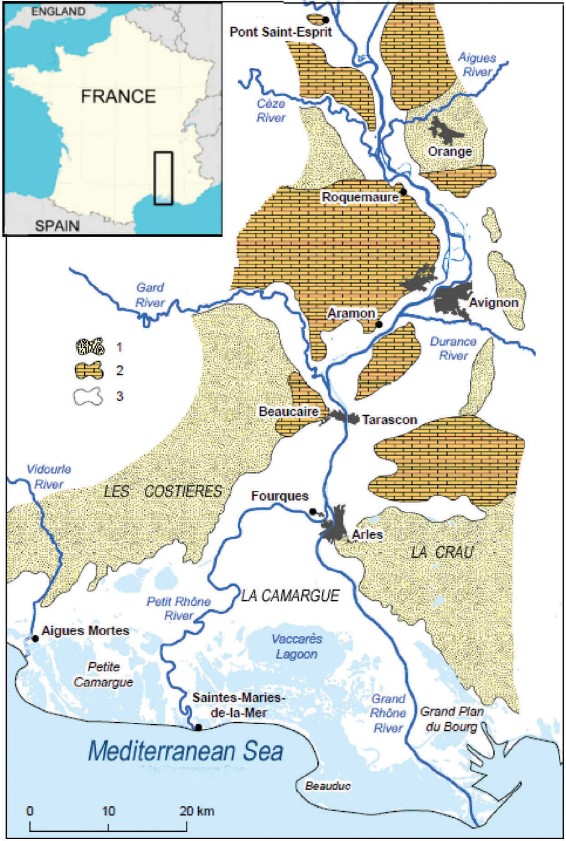 ENGLAND
FRANCE
SPAIN
Pont Saint-Esprit
Aigues
River
Cèze
River
Orange
Roquemaure
Gard
River
Avignon
Aramon
Durance
River
1
2
3
Beaucaire
Tarascon
Vidourle
River
LES COSTIÈRES
Fourques
Arles
LA CRAU
Petit Rhône
River
LA CAMARGUE
Aigues Mortes
Vaccarès
Lagoon
Petite
Camargue
Saintes-Maries-
de-la-Mer
Grand
Rhône
River
Grand Plan
du Bourg
Mediterranean Sea
Beauduc
0 10 20 km